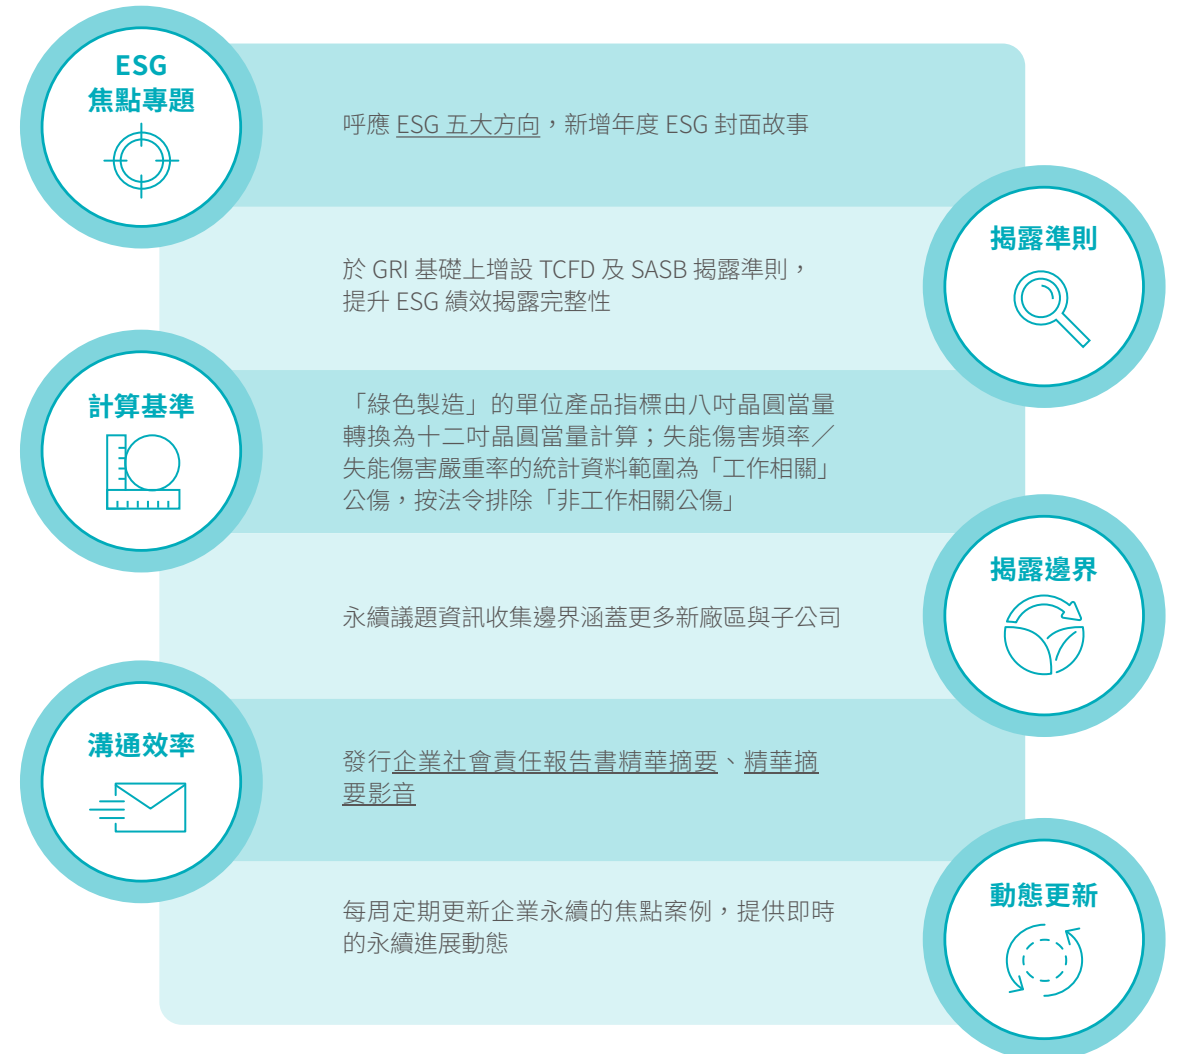 ESG
焦點專題
呼應 ESG 五大方向，新增年度 ESG 封面故事
揭露準則
於 GRI 基礎上增設 TCFD 及 SASB 揭露準則，
提升 ESG 績效揭露完整性
計算基準
「綠色製造」的單位產品指標由八吋晶圓當量
轉換為十二吋晶圓當量計算；失能傷害頻率／
失能傷害嚴重率的統計資料範圍為「工作相關」
公傷，按法令排除「非工作相關公傷」
揭露邊界
永續議題資訊收集邊界涵蓋更多新廠區與子公司
溝通效率
發行企業社會責任報告書精華摘要、精華摘
要影音
動態更新
每周定期更新企業永續的焦點案例，提供即時
的永續進展動態